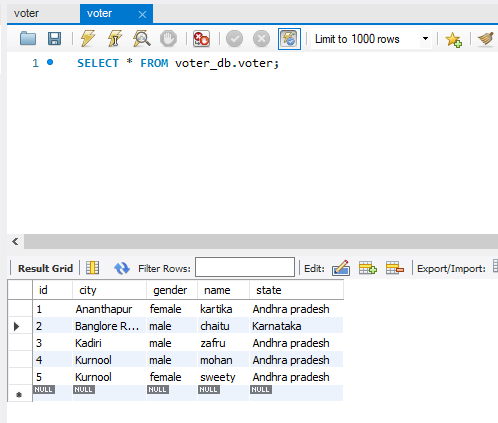 voter voter
Limit to 1000 rows
1 SELECT * FROM voter_db.voter;
Result Grid Filter Rows: Edit: Export/Import:
id city gender name state
1 Ananthapur female kartika Andhra pradesh
2 Banglore R... male chaitu Karnataka
3 Kadiri male zafru Andhra pradesh
4 Kurnool male mohan Andhra pradesh
5 Kurnool female sweety Andhra pradesh
NULL NULL NULL NULL NULL